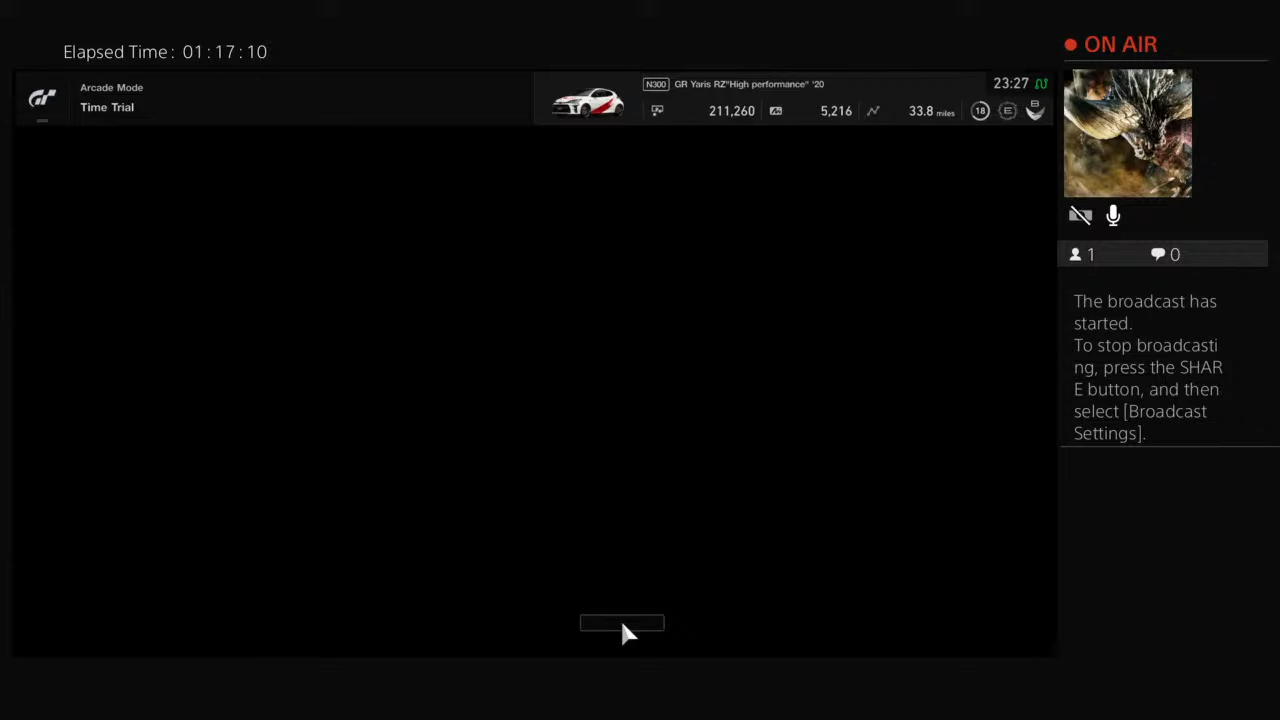 Elapsed Time: 01:17:10
ON AIR
Arcade Mode
Time Trial
N300 GR Yaris RZ"High performance" '20
23:27
211,260 5,216 33.8 miles 18 E
1 0
The broadcast has
started.
To stop broadcasti
ng, press the SHAR
E button, and then
select [Broadcast
Settings].